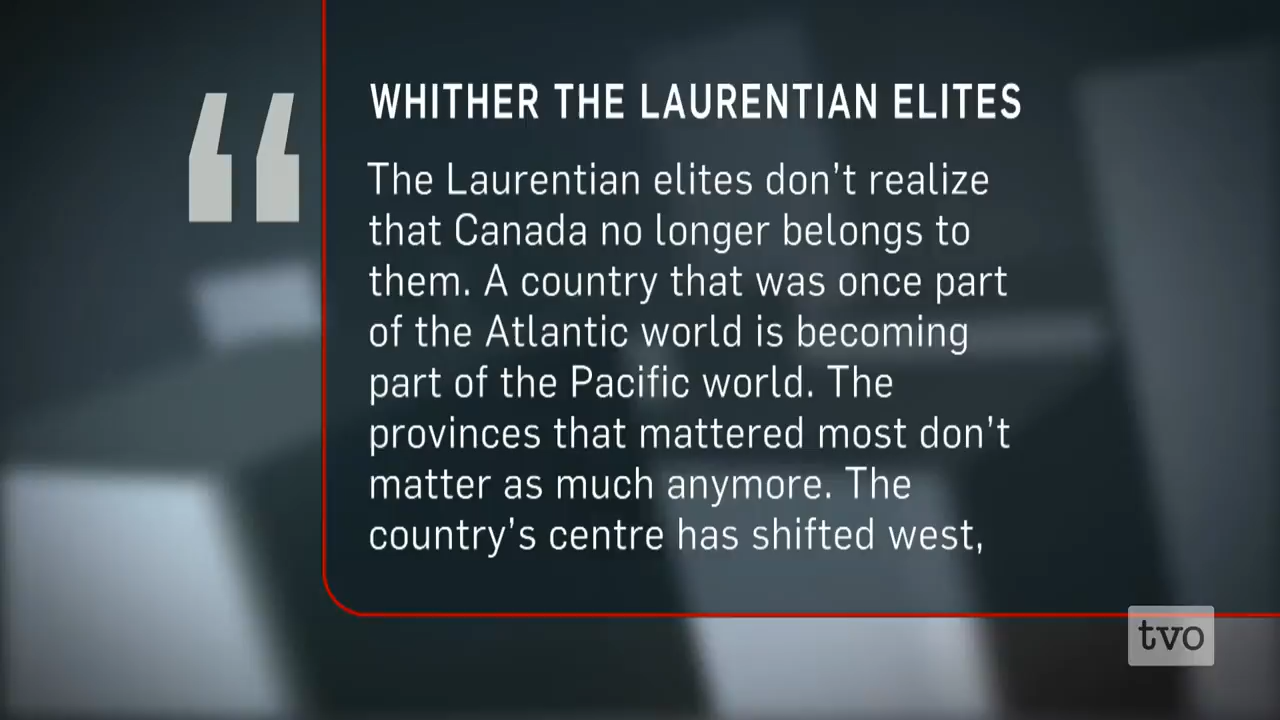 WHITHER THE LAURENTIAN ELITES
The Laurentian elites don't realize
that Canada no longer belongs to
them. A country that was once part
of the Atlantic world is becoming
part of the Pacific world. The
provinces that mattered most don't
matter as much anymore. The
country's centre has shifted west,
tvo